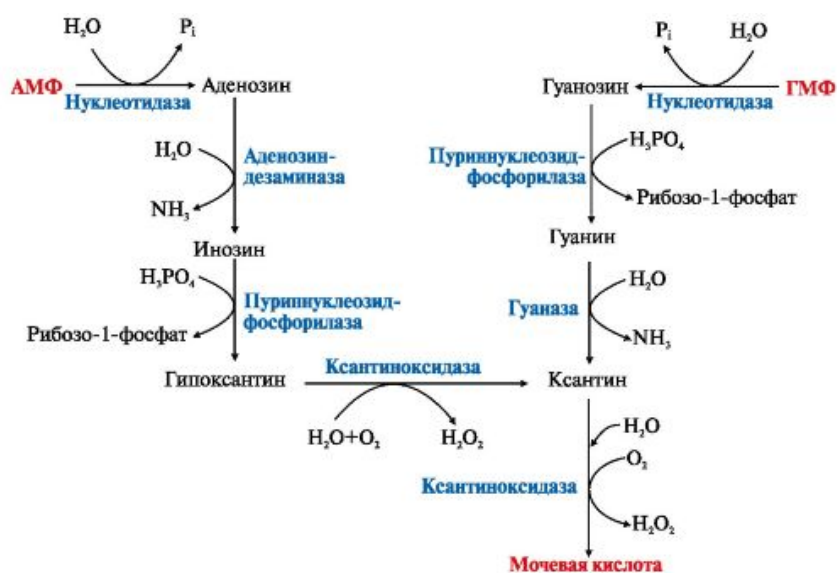 H₂O Pᵢ Pᵢ H₂O
АМФ Аденозин Гуанозин ГМФ
Нуклеотидаза Нуклеотидаза
H₂O Аденозин- Пуриннуклеозид- H₃PO₄
дезаминаза фосфорилаза
NH₃ Рибозо-1-фосфат
Инозин Гуанин
H₃PO₄ H₂O
Пуриннуклеозид- Гуаназа
фосфорилаза
Рибозо-1-фосфат NH₃
Ксантиноксидаза
Гипоксантин Ксантин
H₂O+O₂ H₂O₂ H₂O
O₂
Ксантиноксидаза
H₂O₂
Мочевая кислота